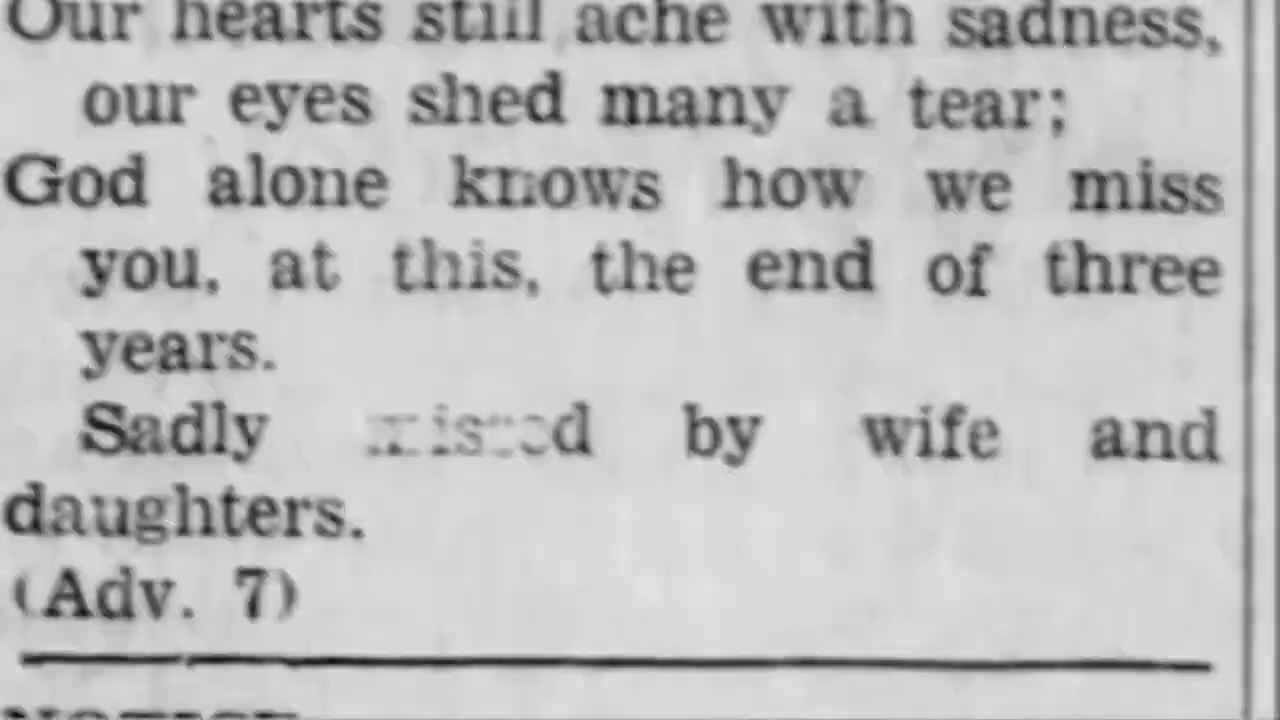 Our hearts still ache with sadness,
our eyes shed many a tear;
God alone knows how we miss
you, at this, the end of three
years.
Sadly missed by wife and
daughters.
(Adv. 7)
NOTICE